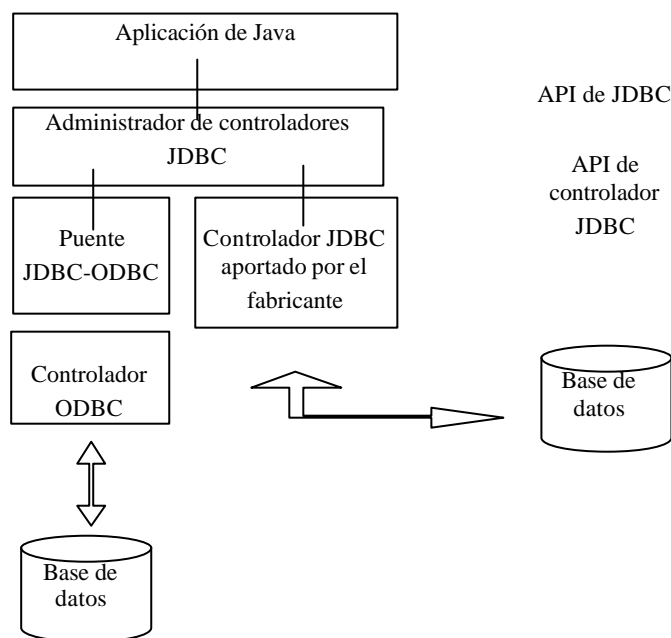 Aplicación de Java
API de JDBC
Administrador de controladores
JDBC
API de
controlador
JDBC
Puente
JDBC-ODBC
Controlador JDBC
aportado por el
fabricante
Controlador
ODBC
Base de
datos
Base de
datos